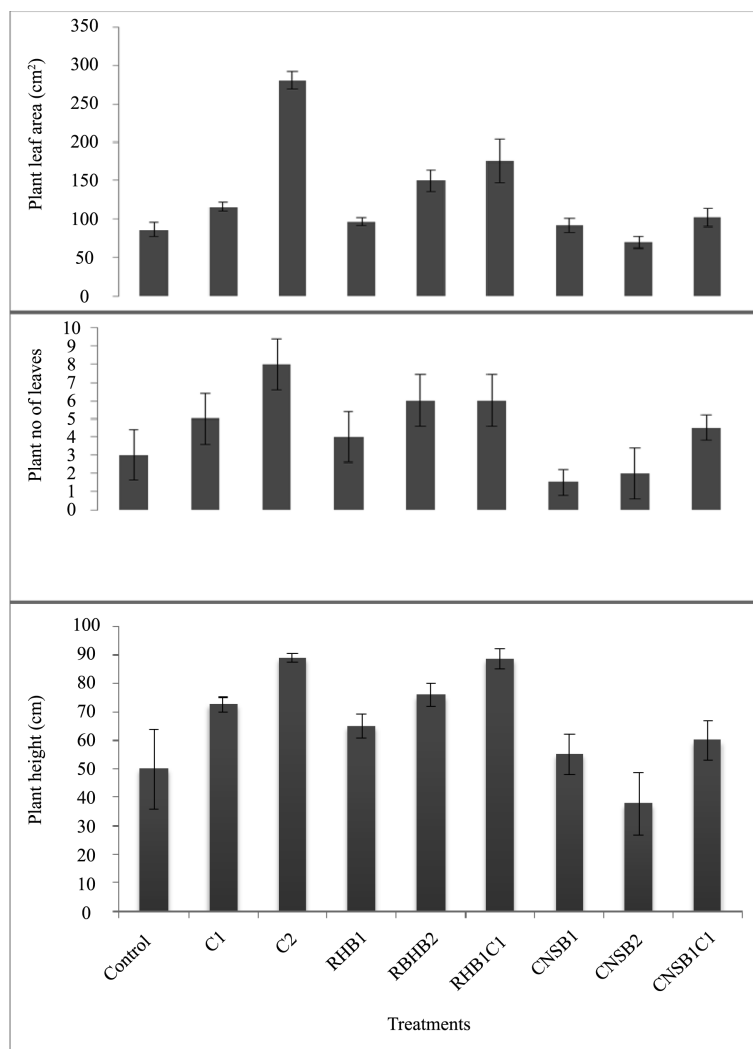 Plant leaf area (cm²)
350
300
250
200
150
100
50
0
Plant no of leaves
10
9
8
7
6
5
4
3
2
1
0
Plant height (cm)
100
90
80
70
60
50
40
30
20
10
0
Control
C1
C2
RHB1
RBHB2
RHB1C1
CNSB1
CNSB2
CNSB1C1
Treatments